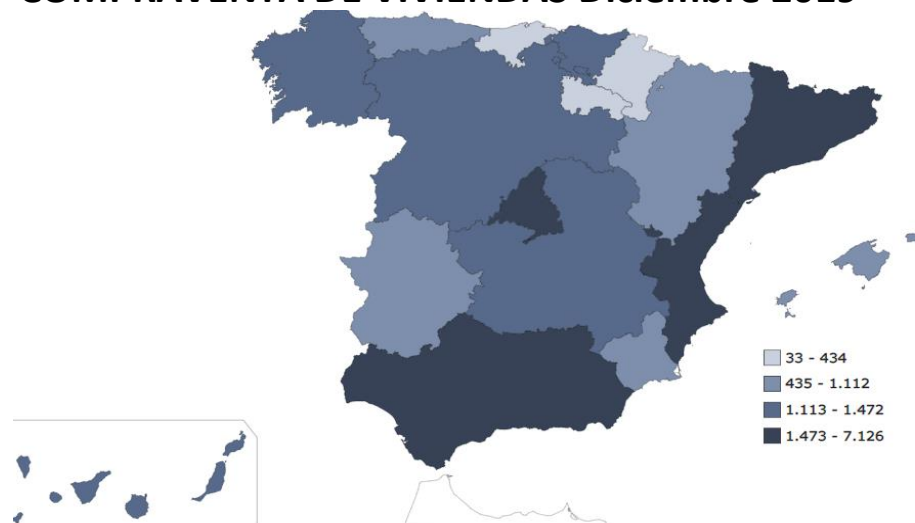 COMPRAVENTA DE VIVIENDAS Diciembre
33 - 434
435 - 1.112
1.113 - 1.472
1.473 - 7.126